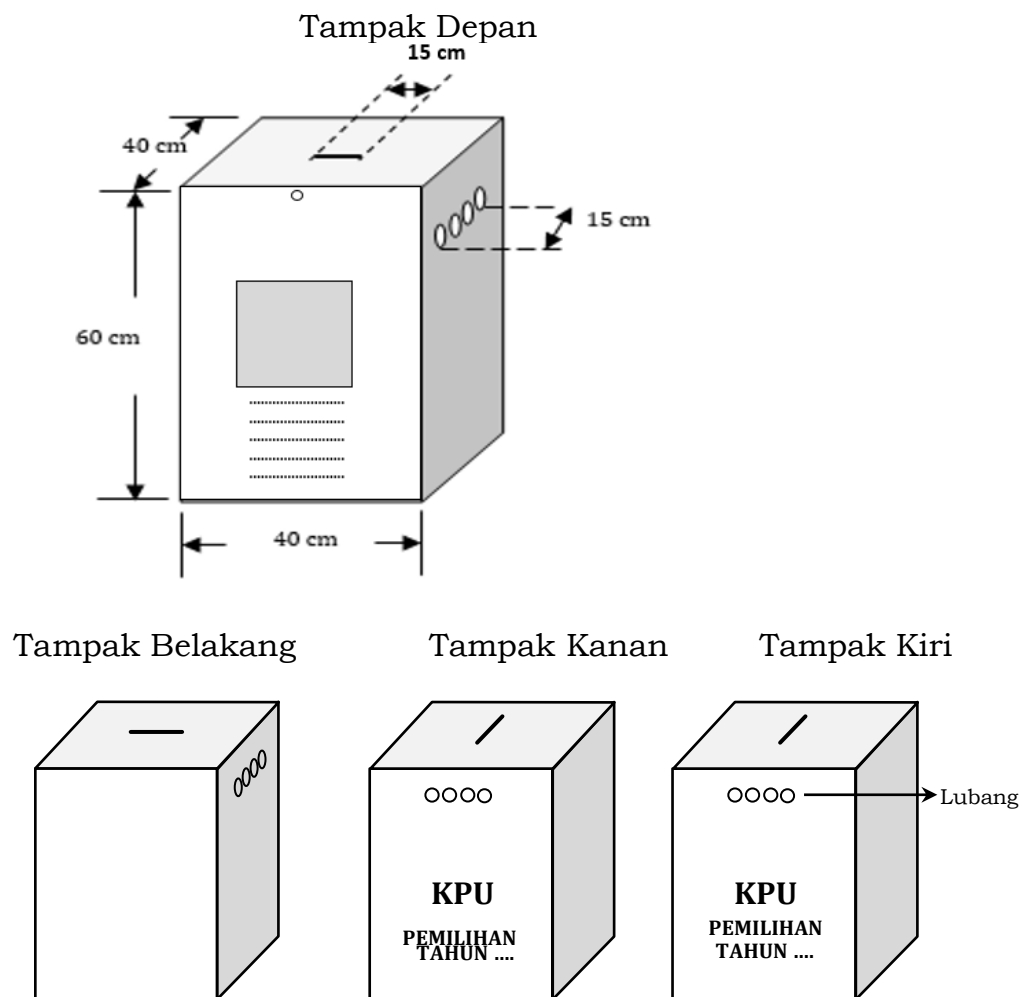 Tampak Depan
15 cm
40 cm
15 cm
60 cm
40 cm
Tampak Belakang
Tampak Kanan
Tampak Kiri
Lubang
KPU
PEMILIHAN
TAHUN ....
KPU
PEMILIHAN
TAHUN ....